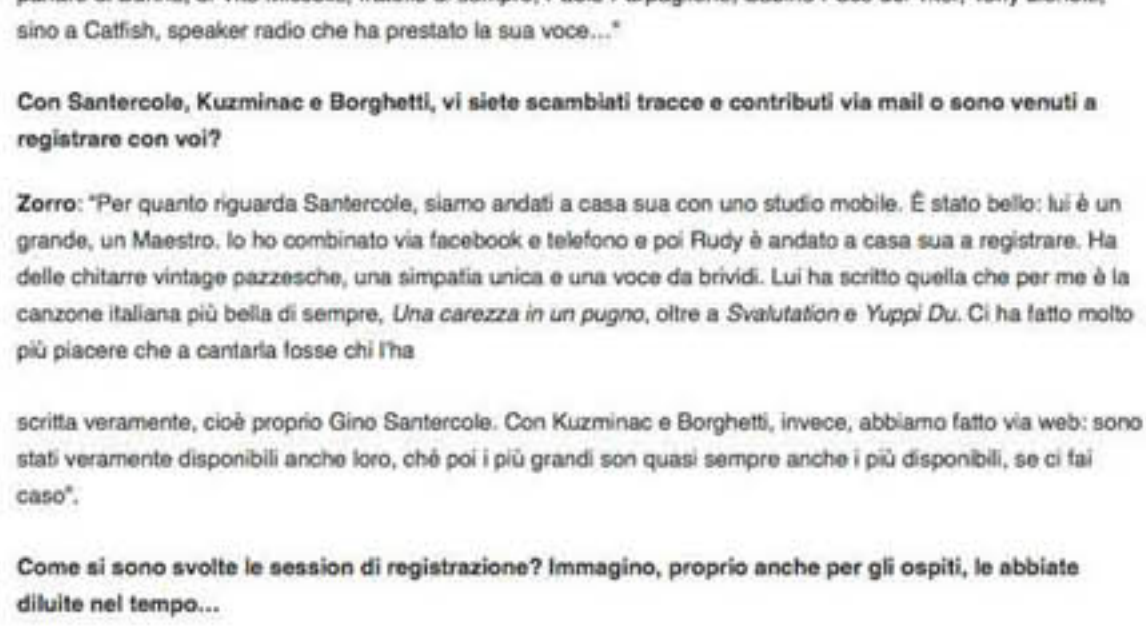 sino a Catfish, speaker radio che ha prestato la sua voce..."
Con Santercole, Kuzminac e Borghetti, vi siete scambiati tracce e contributi via mail o sono venuti a
registrare con voi?
Zorro: "Per quanto riguarda Santercole, siamo andati a casa sua con uno studio mobile. È stato bello: lui è un
grande, un Maestro. Io ho combinato via facebook e telefono e poi Rudy è andato a casa sua a registrare. Ha
delle chitarre vintage pazzesche, una simpatia unica e una voce da brividi. Lui ha scritto quella che per me è la
canzone italiana più bella di sempre, Una carezza in un pugno, oltre a Svalutation e Yuppi Du. Ci ha fatto molto
più piacere che a cantarla fosse chi l'ha
scritta veramente, cioè proprio Gino Santercole. Con Kuzminac e Borghetti, invece, abbiamo fatto via web: sono
stati veramente disponibili anche loro, ché poi i più grandi son quasi sempre anche i più disponibili, se ci fai
caso".
Come si sono svolte le session di registrazione? Immagino, proprio anche per gli ospiti, le abbiate
diluite nel tempo...